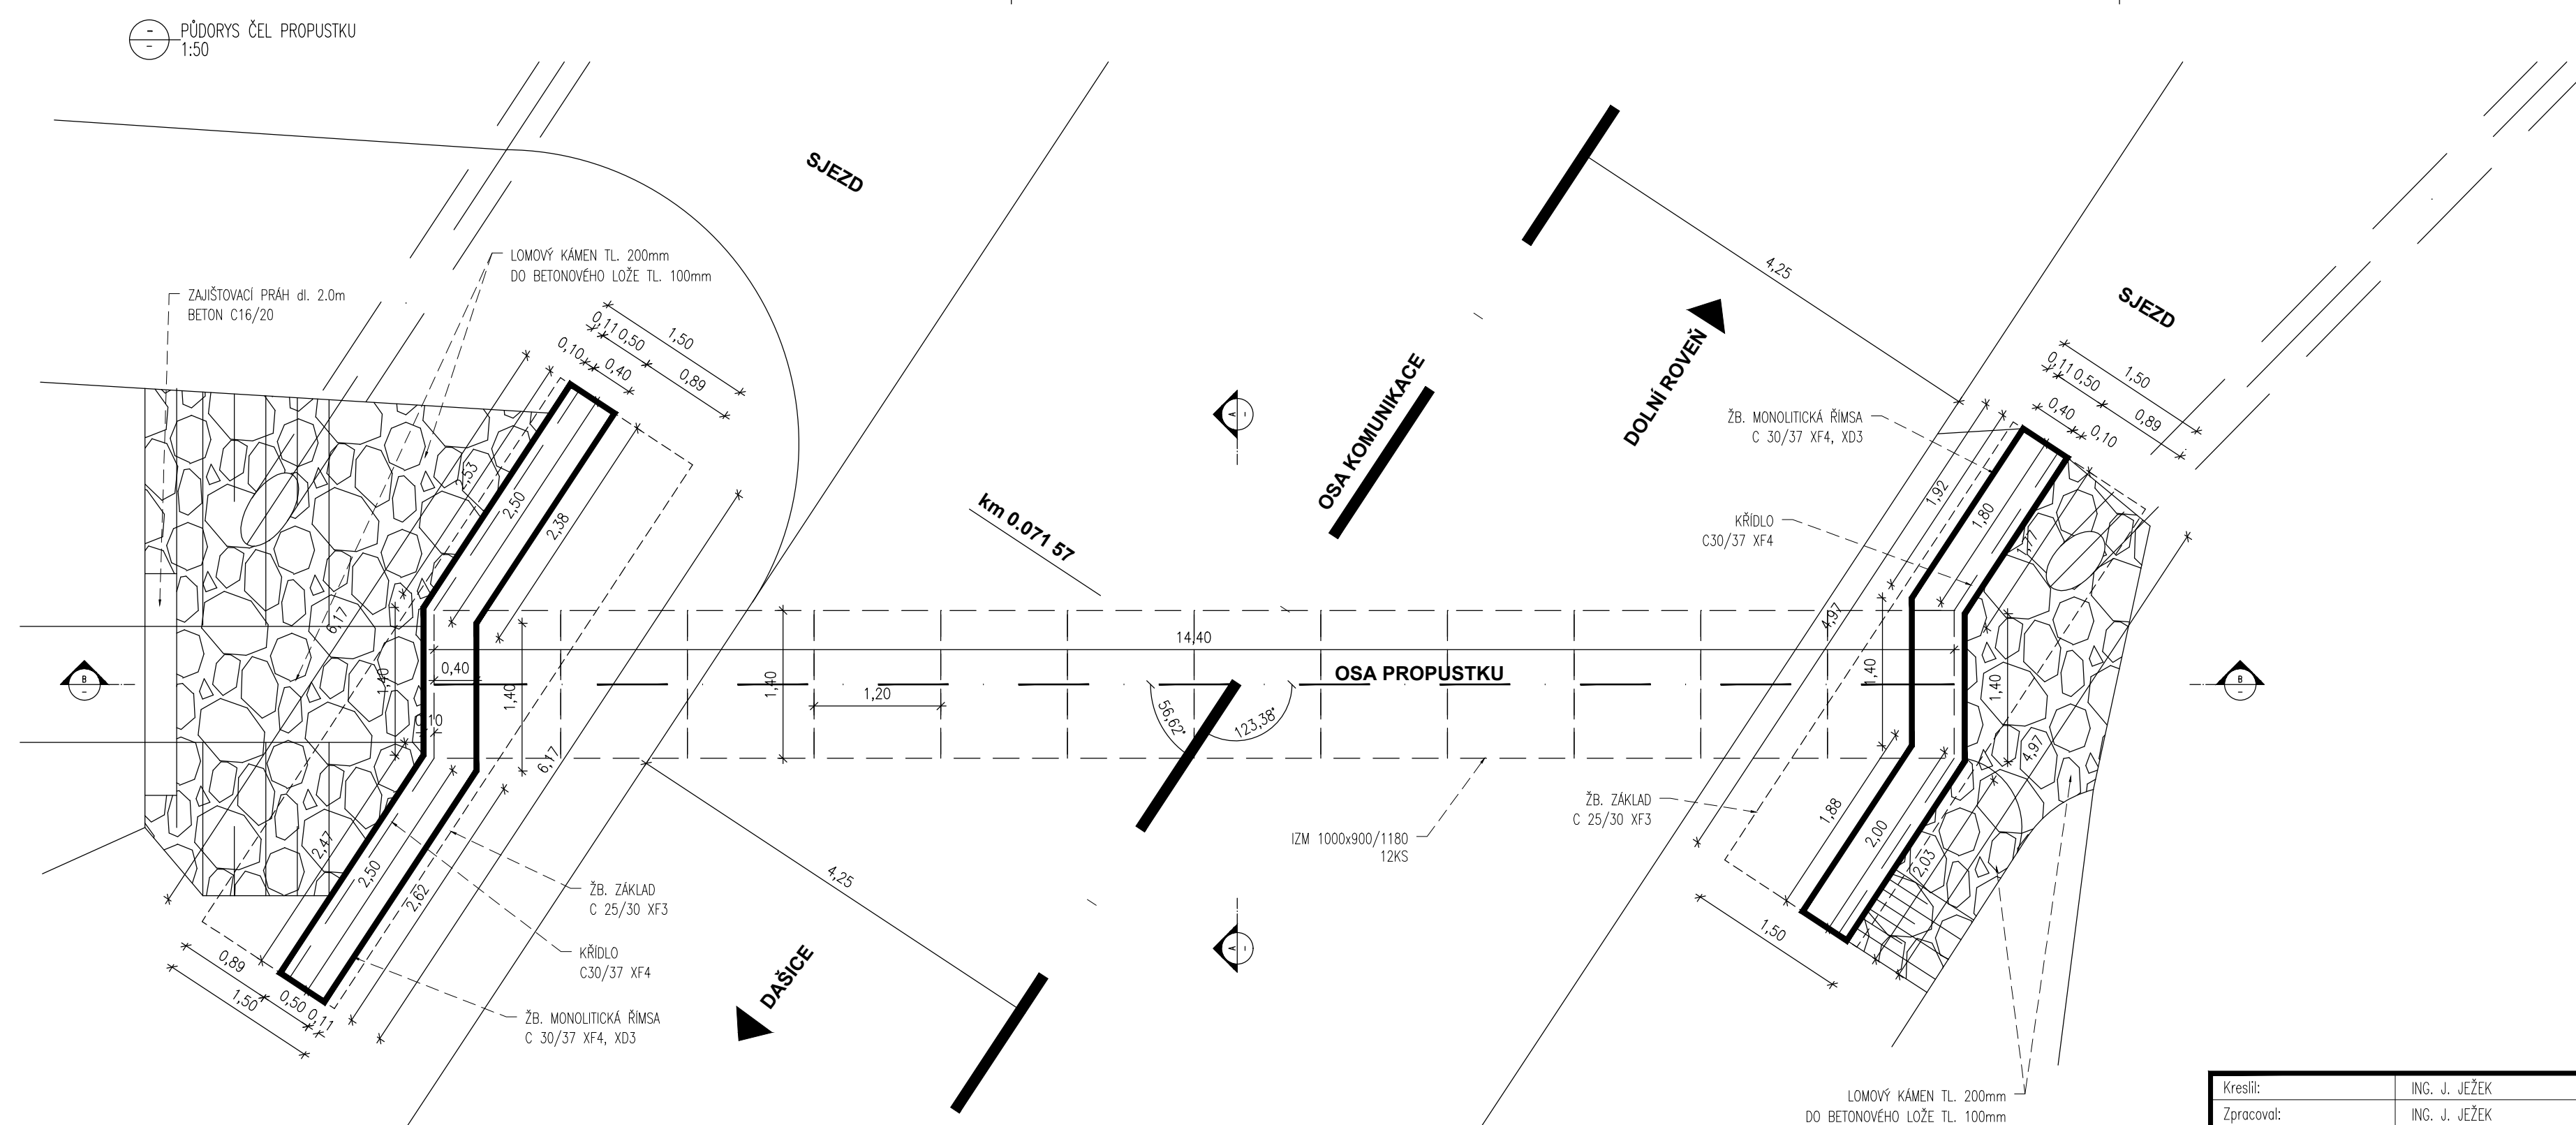 -
-
PŮDORYS ČEL PROPUSTKU
1:50
SJEZD
LOMOVÝ KÁMEN TL. 200mm
DO BETONOVÉHO LOŽE TL. 100mm
ZAJIŠTOVACÍ PRÁH dl. 2.0m
BETON C16/20
0,11
0,50
1,50
0,10
0,40
0,89
2,53
2,50
2,38
6,17
1,40
0,40
1,40
0,10
6,17
2,47
2,50
2,62
0,89
1,50
0,50
0,11
ŽB. ZÁKLAD
C 25/30 XF3
KŘÍDLO
C30/37 XF4
ŽB. MONOLITICKÁ ŘÍMSA
C 30/37 XF4, XD3
B
-
km 0.071 57
14,40
1,40
1,20
OSA PROPUSTKU
56,62°
123,38°
A
-
A
-
OSA KOMUNIKACE
DOLNÍ ROVEŇ
DAŠICE
4,25
4,25
IZM 1000x900/1180
12KS
SJEZD
0,11
0,50
1,50
0,40
0,89
0,10
ŽB. MONOLITICKÁ ŘÍMSA
C 30/37 XF4, XD3
KŘÍDLO
C30/37 XF4
1,92
1,80
1,77
4,97
1,40
1,40
4,97
1,88
2,00
2,03
1,50
ŽB. ZÁKLAD
C 25/30 XF3
B
-
LOMOVÝ KÁMEN TL. 200mm
DO BETONOVÉHO LOŽE TL. 100mm
Kreslil: ING. J. JEŽEK
Zpracoval: ING. J. JEŽEK